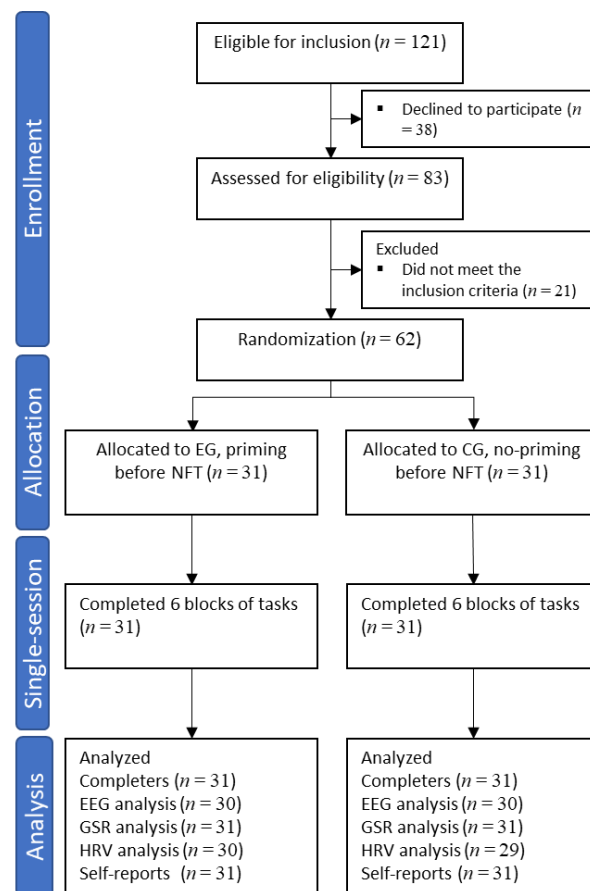 Enrollment
Eligible for inclusion (n = 121)
▪ Declined to participate (n
= 38)
Assessed for eligibility (n = 83)
Excluded
▪ Did not meet the
inclusion criteria (n = 21)
Randomization (n = 62)
Allocation
Allocated to EG, priming
before NFT (n = 31)
Allocated to CG, no-priming
before NFT (n = 31)
Single-session
Completed 6 blocks of tasks
(n = 31)
Completed 6 blocks of tasks
(n = 31)
Analysis
Analyzed
Completers (n = 31)
EEG analysis (n = 30)
GSR analysis (n = 31)
HRV analysis (n = 30)
Self-reports (n = 31)
Analyzed
Completers (n = 31)
EEG analysis (n = 30)
GSR analysis (n = 31)
HRV analysis (n = 29)
Self-reports (n = 31)